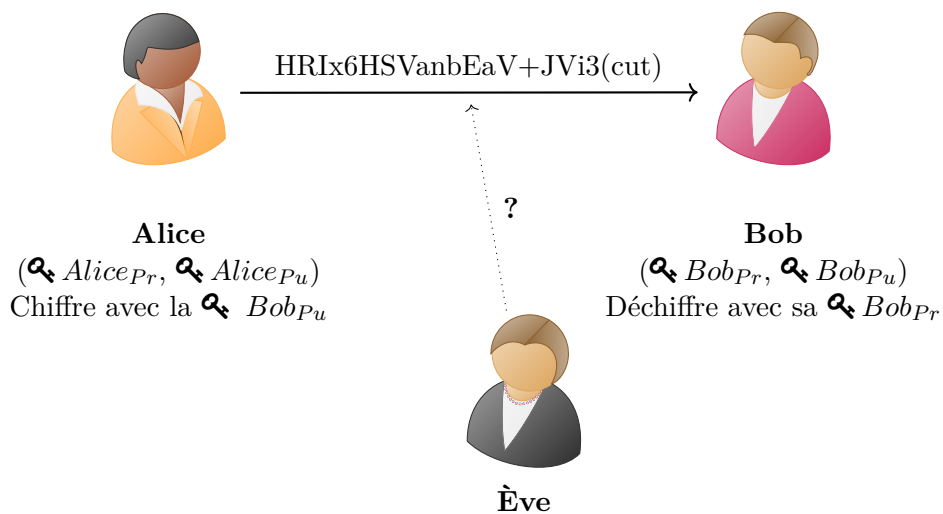 HRIx6HSVanbEaV+JVi3(cut)
?
Alice
(Alice_Pr, Alice_Pu)
Chiffre avec la Bob_Pu
Bob
(Bob_Pr, Bob_Pu)
Déchiffre avec sa Bob_Pr
Ève